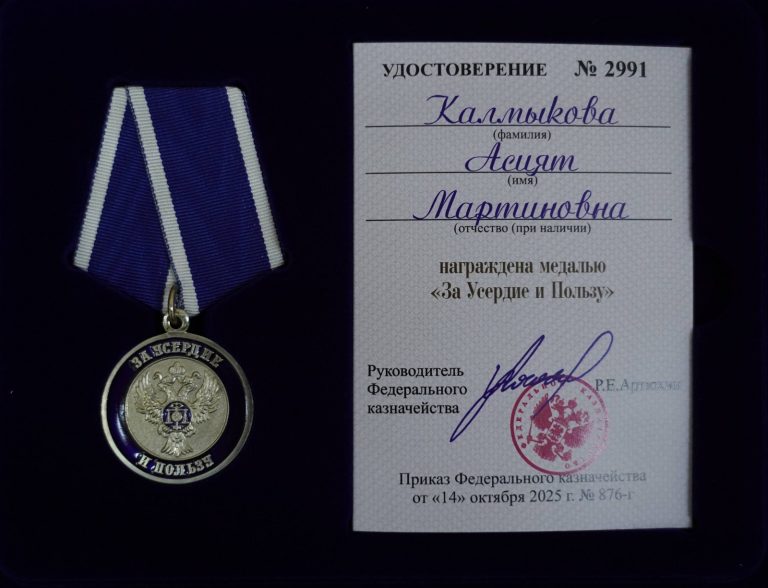 ЗА УСЕРДИЕ
И ПОЛЬЗУ
УДОСТОВЕРЕНИЕ № 2991
Калмыкова
(фамилия)
Асият
(имя)
Мартиновна
(отчество (при наличии)
награждена медалью
«За Усердие и Пользу»
Руководитель
Федерального
казначейства
Р.Е.Артюхин
Приказ Федерального казначейства
от «14» октября 2025 г. № 876-г